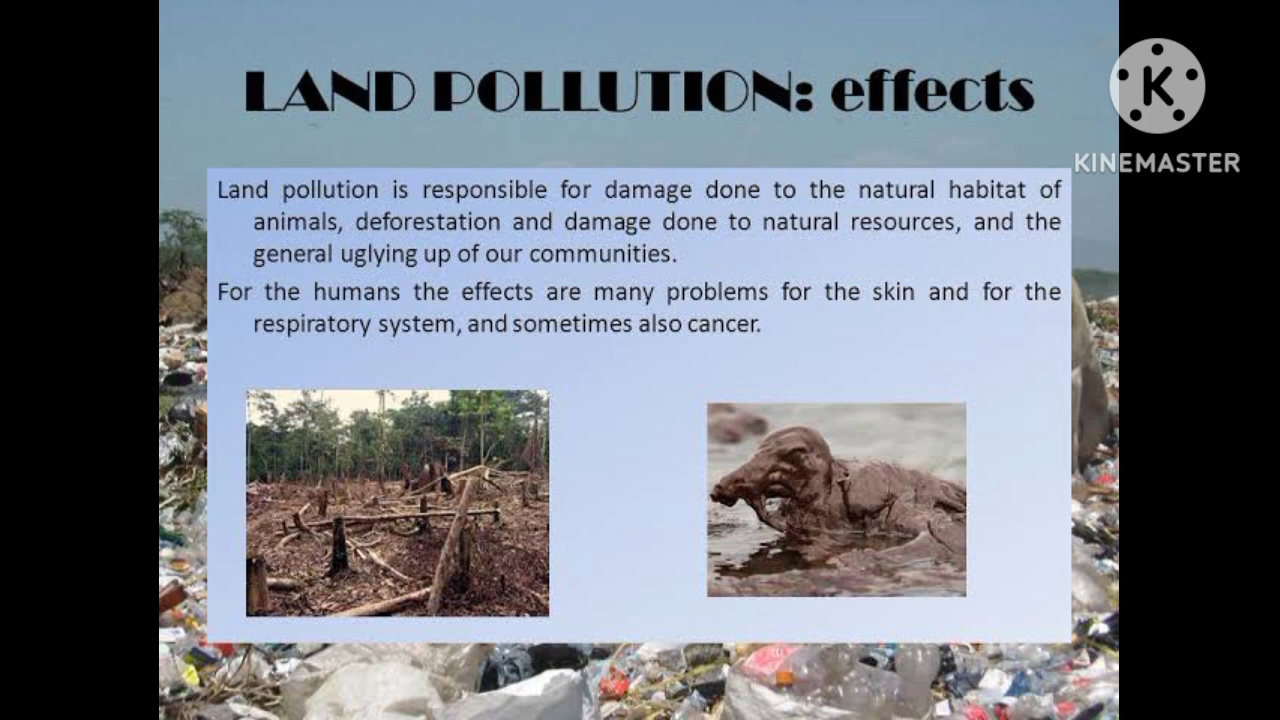 LAND POLLUTION: effects
K
KINEMASTER
Land pollution is responsible for damage done to the natural habitat of
animals, deforestation and damage done to natural resources, and the
general uglying up of our communities.
For the humans the effects are many problems for the skin and for the
respiratory system, and sometimes also cancer.